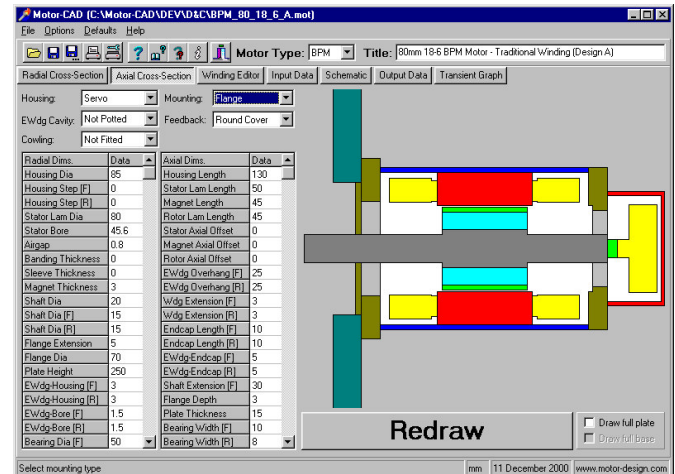 Motor-CAD (C:\Motor-CAD\DEV\D&C\BPM_80_18_6_A.mot)
File Options Defaults Help
Motor Type: BPM Title: 80mm 18-6 BPM Motor - Traditional Winding (Design A)
Radial Cross-Section Axial Cross-Section Winding Editor Input Data Schematic Output Data Transient Graph
Housing: Servo Mounting: Flange
EWdg Cavity: Not Potted Feedback: Round Cover
Cowling: Not Fitted
Radial Dims. Data Axial Dims. Data
Housing Dia 85 Housing Length 130
Housing Step [F] 0 Stator Lam Length 50
Housing Step [R] 0 Magnet Length 45
Stator Lam Dia 80 Rotor Lam Length 45
Stator Bore 45.6 Stator Axial Offset 0
Airgap 0.8 Magnet Axial Offset 0
Banding Thickness 0 Rotor Axial Offset 0
Sleeve Thickness 0 EWdg Overhang [F] 25
Magnet Thickness 3 EWdg Overhang [R] 25
Shaft Dia 20 Wdg Extension [F] 3
Shaft Dia [F] 15 Wdg Extension [R] 3
Shaft Dia [R] 15 Endcap Length [F] 10
Flange Extension 5 Endcap Length [R] 10
Flange Dia 70 EWdg-Endcap [F] 5
Plate Height 250 EWdg-Endcap [R] 5
EWdg-Housing [F] 3 Shaft Extension [F] 30
EWdg-Housing [R] 3 Flange Depth 3
EWdg-Bore [F] 1.5 Plate Thickness 15
EWdg-Bore [R] 1.5 Bearing Width [F] 10
Bearing Dia [F] 50 Bearing Width [R] 8
Redraw
Draw full plate
Draw full base
Select mounting type mm 11 December 2000 www.motor-design.com